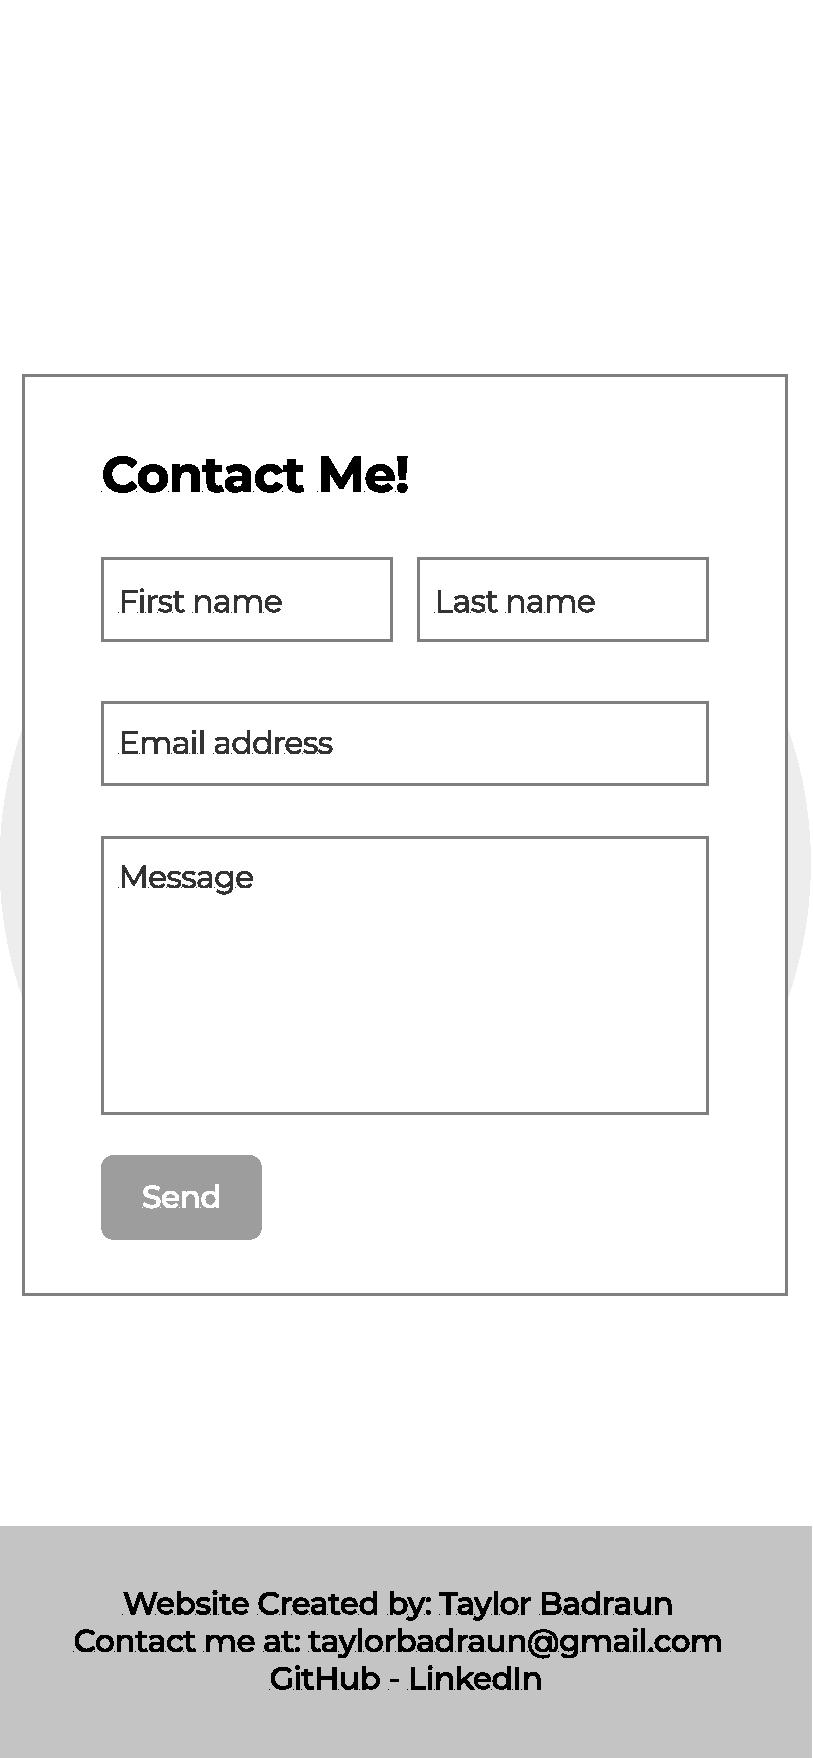 Contact Me!
First name Last name
Email address
Message
Send
Website Created by: Taylor Badraun
Contact me at: taylorbadraun@gmail.com
GitHub - LinkedIn